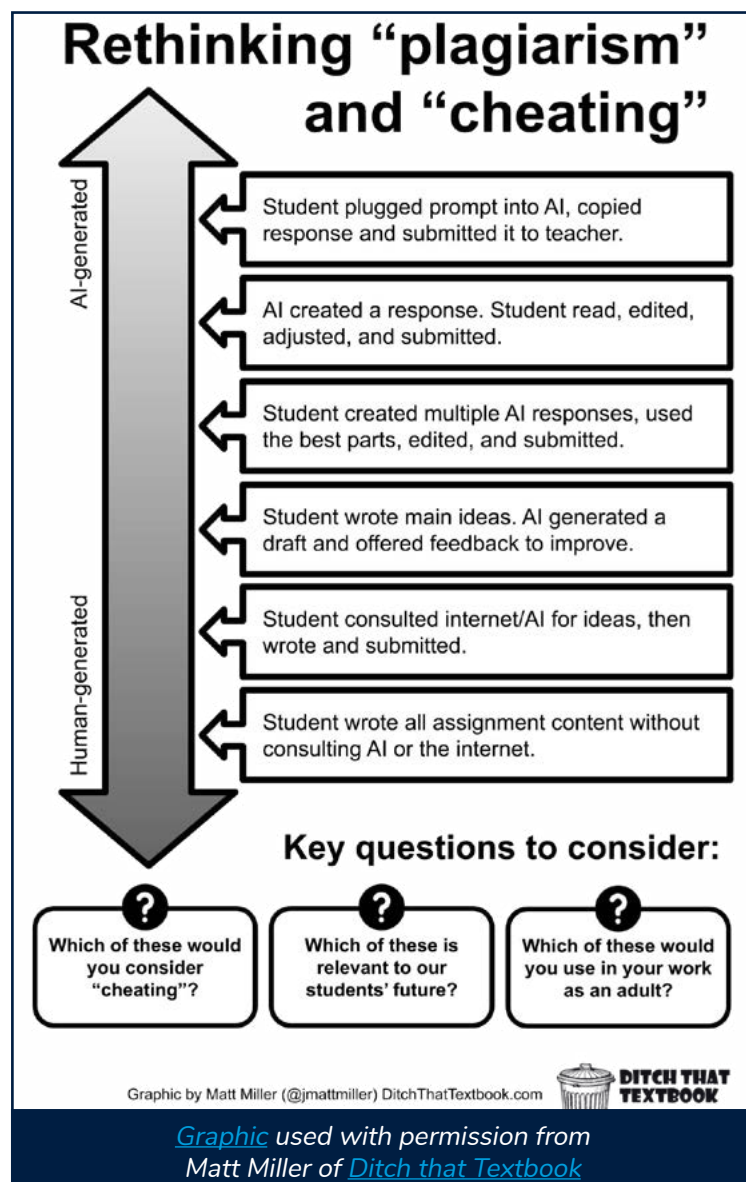 Rethinking “plagiarism”
and “cheating”
AI-generated
Human-generated
Student plugged prompt into AI, copied
response and submitted it to teacher.
AI created a response. Student read, edited,
adjusted, and submitted.
Student created multiple AI responses, used
the best parts, edited, and submitted.
Student wrote main ideas. AI generated a
draft and offered feedback to improve.
Student consulted internet/AI for ideas, then
wrote and submitted.
Student wrote all assignment content without
consulting AI or the internet.
Key questions to consider:
?
Which of these would
you consider
“cheating”?
?
Which of these is
relevant to our
students’ future?
?
Which of these would
you use in your work
as an adult?
Graphic by Matt Miller (@jmattmiller) DitchThatTextbook.com
DITCH THAT
TEXTBOOK
Graphic used with permission from
Matt Miller of Ditch that Textbook